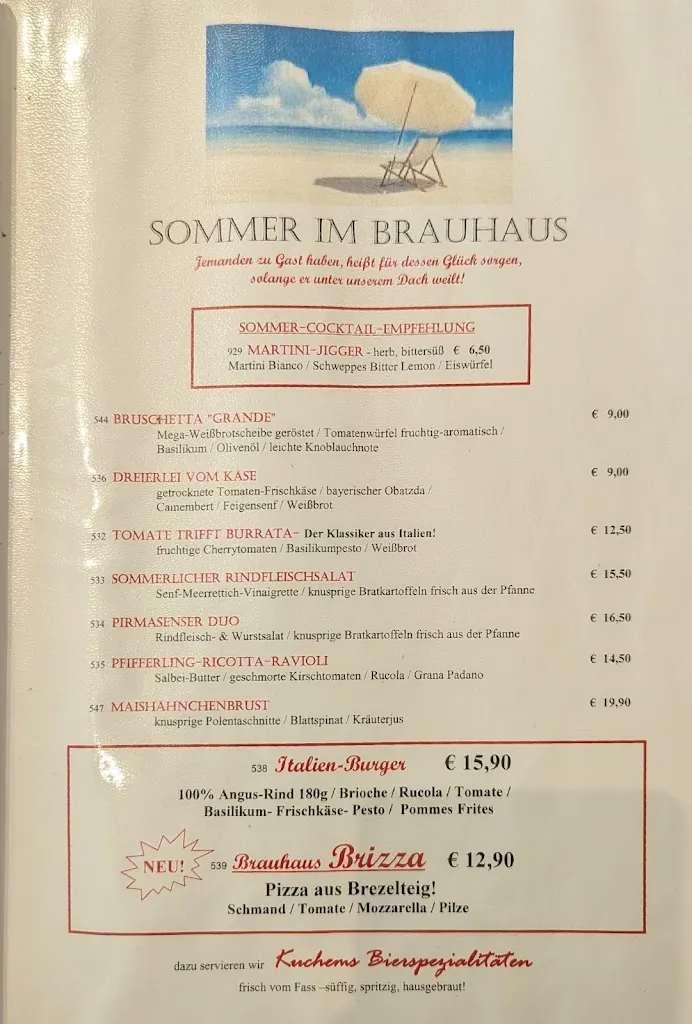 SOMMER IM BRAUHAUS
Jemanden zu Gast haben, heißt für dessen Glück sorgen,
solange er unter unserem Dach weilt!
SOMMER-COCKTAIL-EMPFEHLUNG
929 MARTINI-JIGGER - herb, bittersüß € 6,50
Martini Bianco / Schweppes Bitter Lemon / Eiswürfel
544 BRUSCHETTA "GRANDE" € 9,00
Mega-Weißbrotscheibe geröstet / Tomatenwürfel fruchtig-aromatisch /
Basilikum / Olivenöl / leichte Knoblauchnote
536 DREIERLEI VOM KÄSE € 9,00
getrocknete Tomaten-Frischkäse / bayerischer Obatzda /
Camembert / Feigensenf / Weißbrot
532 TOMATE TRIFFT BURRATA- Der Klassiker aus Italien! € 12,50
fruchtige Cherrytomaten / Basilikumpesto / Weißbrot
533 SOMMERLICHER RINDFLEISCHSALAT € 15,50
Senf-Meerrettich-Vinaigrette / knusprige Bratkartoffeln frisch aus der Pfanne
534 PIRMASENSER DUO € 16,50
Rindfleisch- & Wurstsalat / knusprige Bratkartoffeln frisch aus der Pfanne
535 PFIFFERLING-RICOTTA-RAVIOLI € 14,50
Salbei-Butter / geschmorte Kirschtomaten / Rucola / Grana Padano
547 MAISHÄHNCHENBRUST € 19,90
knusprige Polentaschnitte / Blattspinat / Kräuterjus
538 Italien-Burger € 15,90
100% Angus-Rind 180g / Brioche / Rucola / Tomate /
Basilikum- Frischkäse- Pesto / Pommes Frites
NEU! 539 Brauhaus Brizza € 12,90
Pizza aus Brezelteig!
Schmand / Tomate / Mozzarella / Pilze
dazu servieren wir Kuchems Bierspezialitäten
frisch vom Fass –süffig, spritzig, hausgebraut!